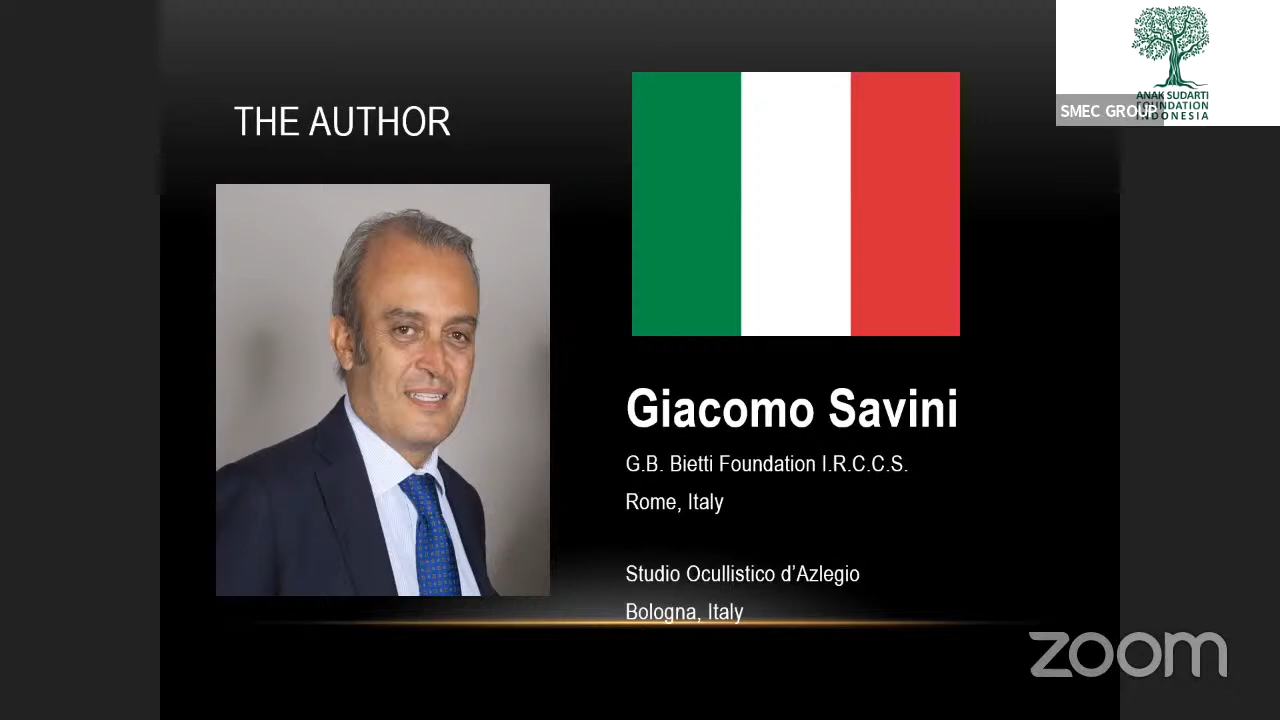 THE AUTHOR
ANAK SUDARTI
FOUNDATION
INDONESIA
SMEC GROUP
Giacomo Savini
G.B. Bietti Foundation I.R.C.C.S.
Rome, Italy
Studio Ocullistico d’Azlegio
Bologna, Italy
zoom